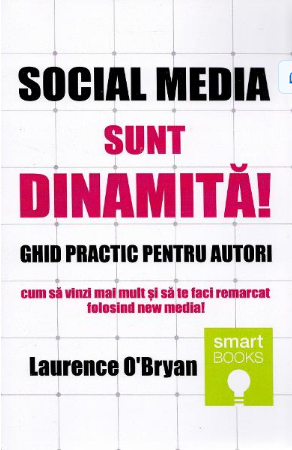 SOCIAL MEDIA
SUNT
DINAMITĂ!
GHID PRACTIC PENTRU AUTORI
cum să vinzi mai mult și să te faci remarcat
folosind new media!
Laurence O'Bryan
smart
BOOKS